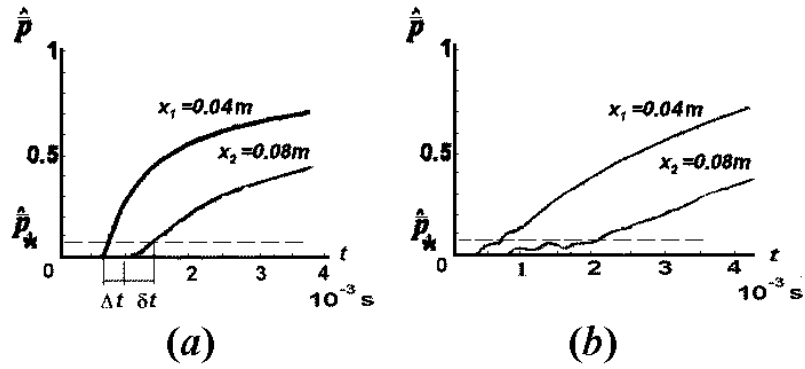 p̂̄
1
x₁ =0.04m
0.5
x₂ =0.08m
p̂̄*
0
2
3
4
t
Δt
δt
10⁻³ s
(a)
p̂̄
1
x₁ =0.04m
0.5
x₂ =0.08m
p̂̄*
0
1
2
3
4
t
10⁻³ s
(b)